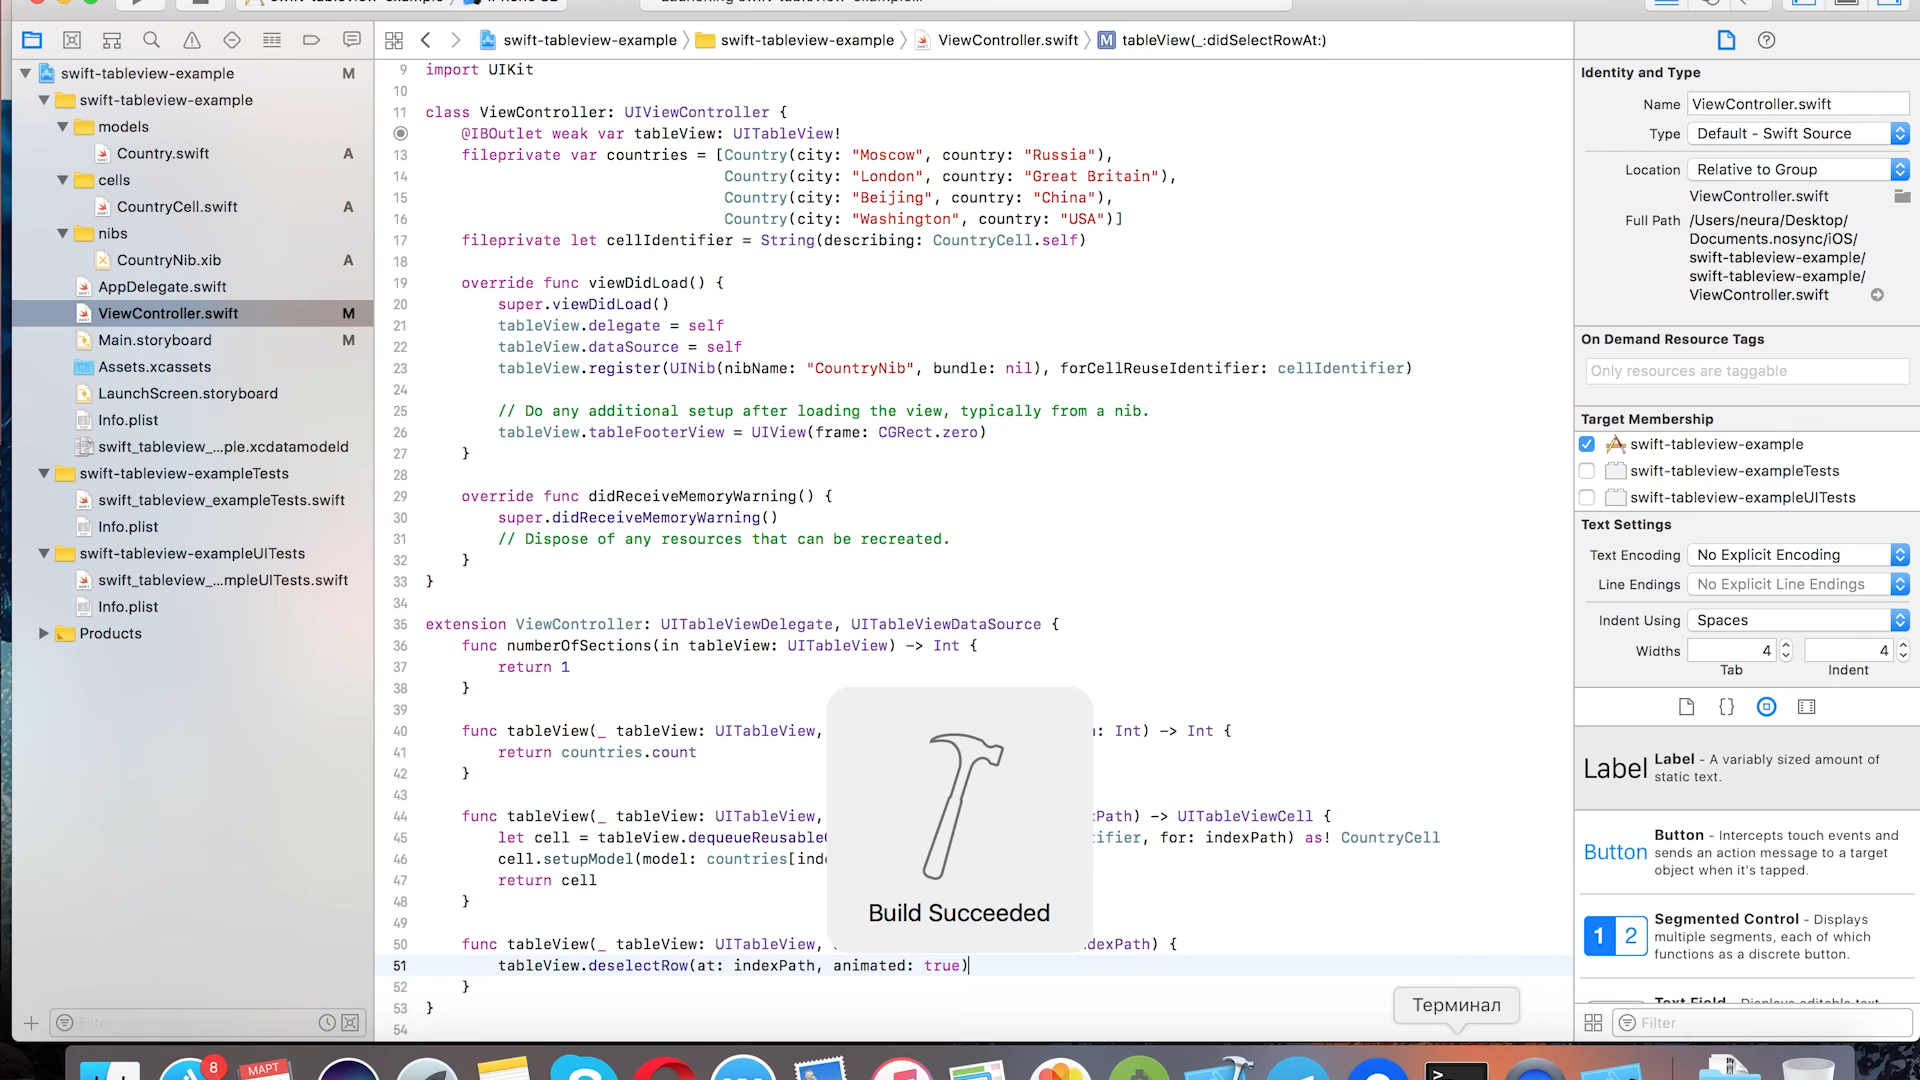 swift-tableview-example
swift-tableview-example
ViewController.swift
tableView(_:didSelectRowAt:)
swift-tableview-example M
swift-tableview-example
models
Country.swift A
cells
CountryCell.swift A
nibs
CountryNib.xib A
AppDelegate.swift
ViewController.swift M
Main.storyboard M
Assets.xcassets
LaunchScreen.storyboard
Info.plist
swift_tableview_...ple.xcdatamodeld
swift-tableview-exampleTests
swift_tableview_exampleTests.swift
Info.plist
swift-tableview-exampleUITests
swift_tableview_...mpleUITests.swift
Info.plist
Products
Filter
9 import UIKit
10
11 class ViewController: UIViewController {
@IBOutlet weak var tableView: UITableView!
13 fileprivate var countries = [Country(city: "Moscow", country: "Russia"),
14 Country(city: "London", country: "Great Britain"),
15 Country(city: "Beijing", country: "China"),
16 Country(city: "Washington", country: "USA")]
17 fileprivate let cellIdentifier = String(describing: CountryCell.self)
18
19 override func viewDidLoad() {
20 super.viewDidLoad()
21 tableView.delegate = self
22 tableView.dataSource = self
23 tableView.register(UINib(nibName: "CountryNib", bundle: nil), forCellReuseIdentifier: cellIdentifier)
24
25 // Do any additional setup after loading the view, typically from a nib.
26 tableView.tableFooterView = UIView(frame: CGRect.zero)
27 }
28
29 override func didReceiveMemoryWarning() {
30 super.didReceiveMemoryWarning()
31 // Dispose of any resources that can be recreated.
32 }
33 }
34
35 extension ViewController: UITableViewDelegate, UITableViewDataSource {
36 func numberOfSections(in tableView: UITableView) -> Int {
37 return 1
38 }
39
40 func tableView(_ tableView: UITableView, : Int) -> Int {
41 return countries.count
42 }
43
44 func tableView(_ tableView: UITableView, Path) -> UITableViewCell {
45 let cell = tableView.dequeueReusable tifier, for: indexPath) as! CountryCell
46 cell.setupModel(model: countries[ind
47 return cell
48 }
49
50 func tableView(_ tableView: UITableView, dexPath) {
51 tableView.deselectRow(at: indexPath, animated: true)
52 }
53 }
54
Build Succeeded
Терминал
Identity and Type
Name ViewController.swift
Type Default - Swift Source
Location Relative to Group
ViewController.swift
Full Path /Users/neura/Desktop/
Documents.nosync/iOS/
swift-tableview-example/
swift-tableview-example/
ViewController.swift
On Demand Resource Tags
Only resources are taggable
Target Membership
swift-tableview-example
swift-tableview-exampleTests
swift-tableview-exampleUITests
Text Settings
Text Encoding No Explicit Encoding
Line Endings No Explicit Line Endings
Indent Using Spaces
Widths 4 4
Tab Indent
{}
Label Label - A variably sized amount of
static text.
Button Button - Intercepts touch events and
sends an action message to a target
object when it's tapped.
1 2 Segmented Control - Displays
multiple segments, each of which
functions as a discrete button.
Text Field - Displays editable text
Filter
8
МАРТ